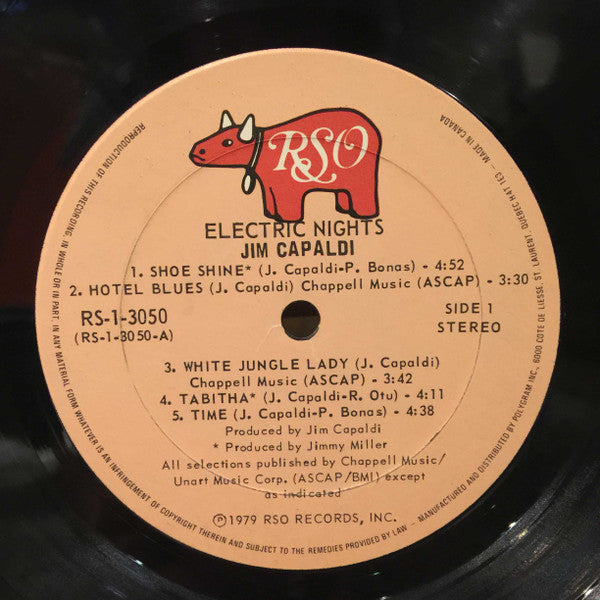 RSO
ELECTRIC NIGHTS
JIM CAPALDI
1. SHOE SHINE* (J. Capaldi-P. Bonas) - 4:52
2. HOTEL BLUES (J. Capaldi) Chappell Music (ASCAP) - 3:30
RS-1-3050
(RS-1-3050-A)
SIDE 1
STEREO
3. WHITE JUNGLE LADY (J. Capaldi)
Chappell Music (ASCAP) - 3:42
4. TABITHA* (J. Capaldi-R. Otu) - 4:11
5. TIME (J. Capaldi-P. Bonas) - 4:38
Produced by Jim Capaldi
* Produced by Jimmy Miller
All selections published by Chappell Music/
Unart Music Corp. (ASCAP/BMI) except
as indicated
Ⓟ1979 RSO RECORDS, INC.
REPRODUCTION OF THIS RECORDING, IN WHOLE OR IN PART, IN ANY MATERIAL FORM WHATEVER IS AN INFRINGEMENT OF COPYRIGHT THEREIN AND SUBJECT TO THE REMEDIES PROVIDED BY LAW — MANUFACTURED AND DISTRIBUTED BY POLYGRAM INC., 6000 COTE DE LIESSE, ST. LAURENT, QUEBEC H4T 1E3 — MADE IN CANADA